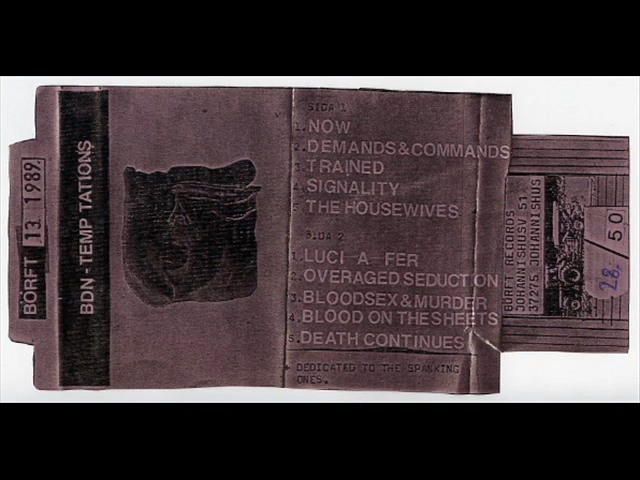 BÖRFT 13. 1989.
BDN - TEMPTATIONS
SIDA 1
1. NOW
2. DEMANDS & COMMANDS
3. TRAINED
4. SIGNALITY
5. THE HOUSEWIVES
SIDA 2
1. LUCI A- FER
2. OVERAGED SEDUCTION
3. BLOODSEX & MURDER
4. BLOOD ON THE SHEETS
5. DEATH CONTINUES
* DEDICATED TO THE SPANKING
ONES.
BÖRFT RECORDS
JOHANNISHUSV 51
37275 JOHANNISHUS
28/50